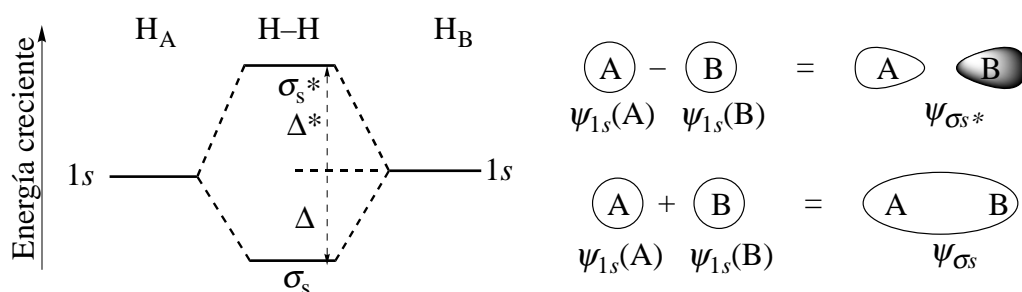 Energía creciente
H_A H–H H_B
σ_s*
Δ*
1s 1s
Δ
σ_s
A – B = A B
ψ_1s(A) ψ_1s(B) ψ_σs*
A + B = A B
ψ_1s(A) ψ_1s(B) ψ_σs